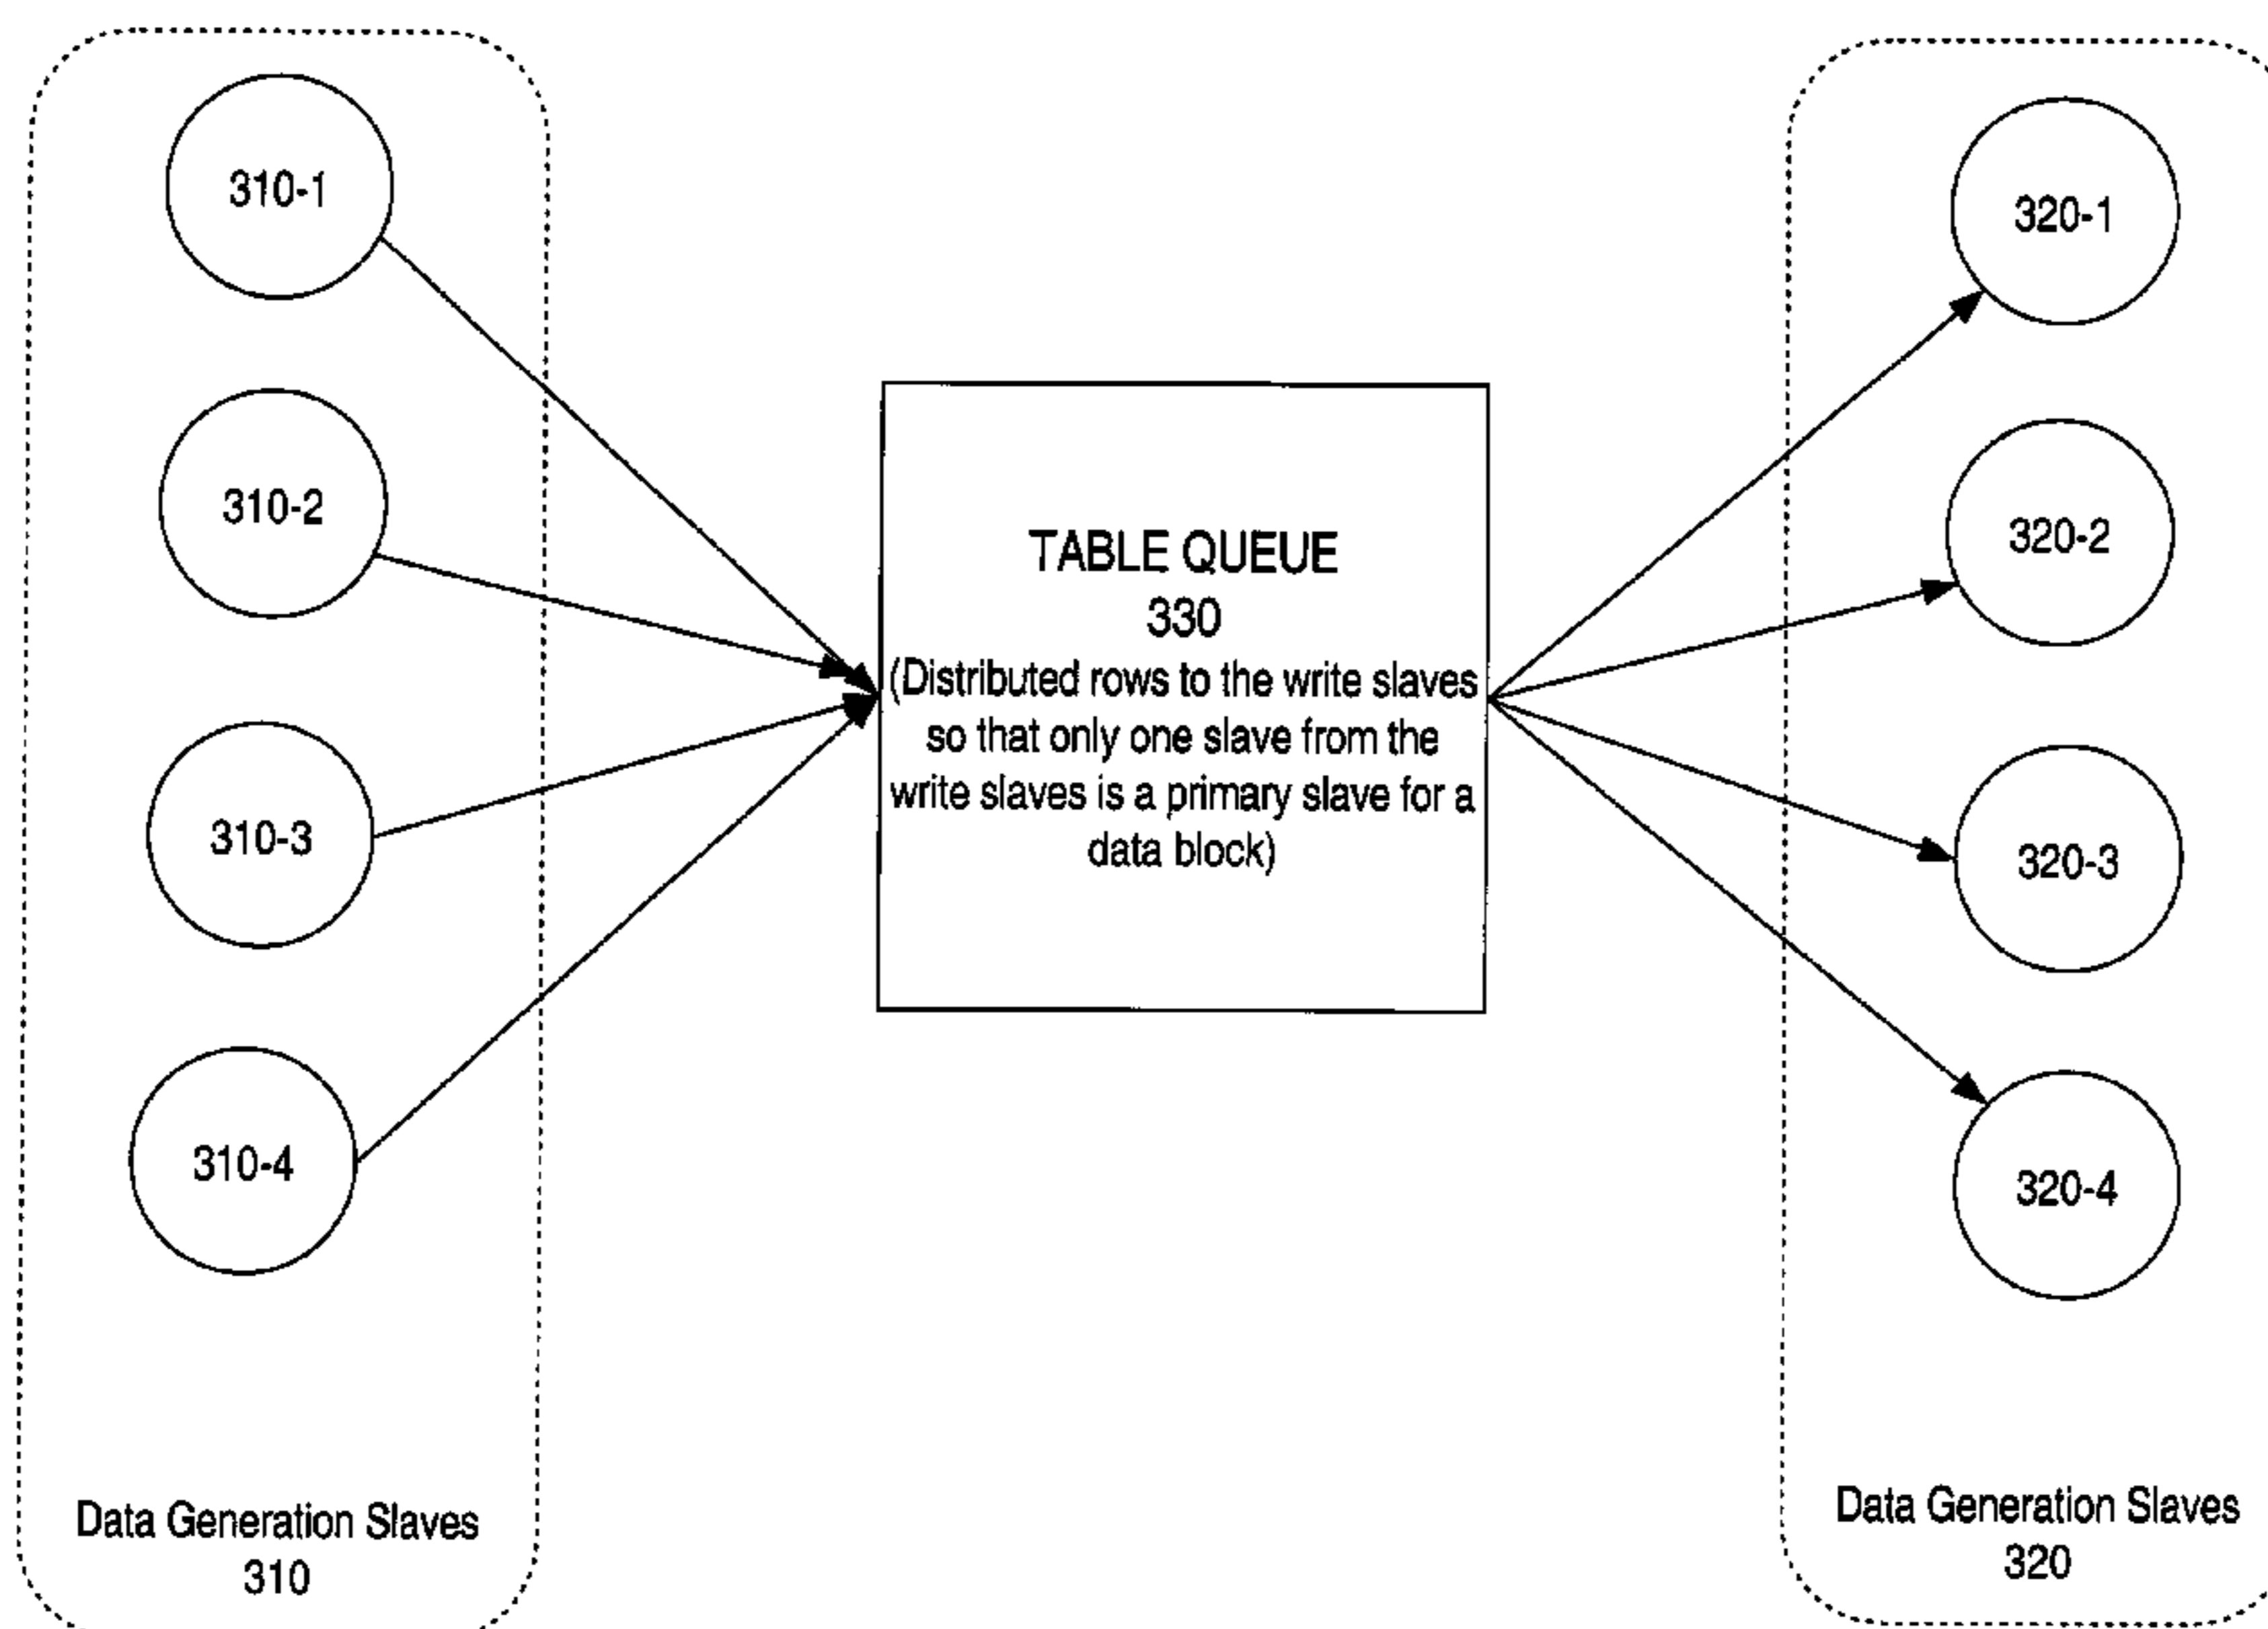 310-1
310-2
310-3
310-4
Data Generation Slaves
310
TABLE QUEUE
330
(Distributed rows to the write slaves
so that only one slave from the
write slaves is a primary slave for a
data block)
320-1
320-2
320-3
320-4
Data Generation Slaves
320